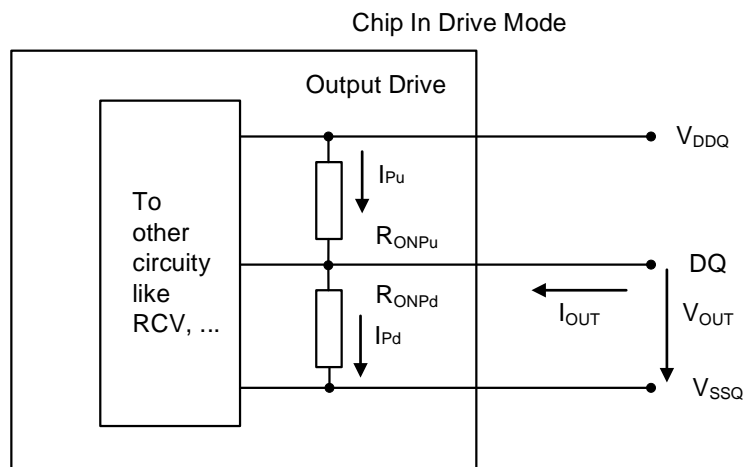 Chip In Drive Mode
Output Drive
To
other
circuity
like
RCV, ...
IPu
RONPu
RONPd
IPd
VDDQ
DQ
IOUT
VOUT
VSSQ